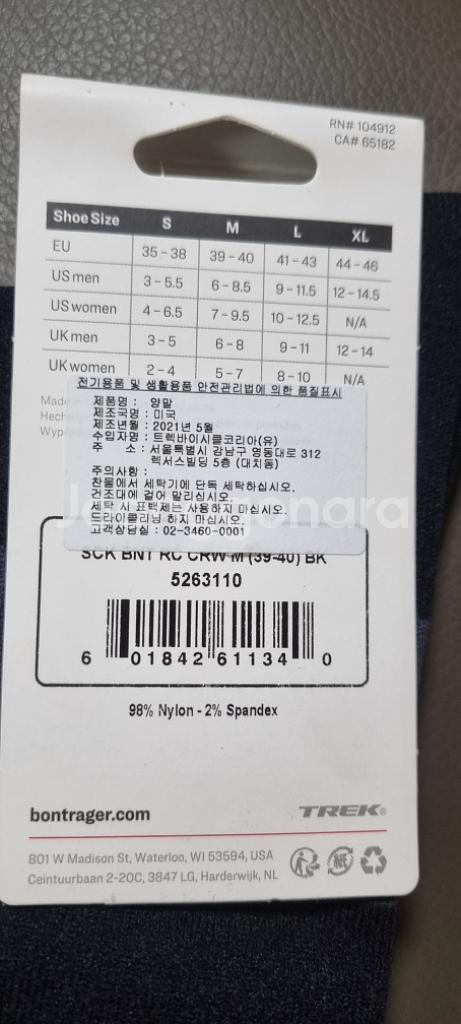 RN# 104912
CA# 65182
Shoe Size S M L XL
EU 35-38 39-40 41-43 44-46
US men 3-5.5 6-8.5 9-11.5 12-14.5
US women 4-6.5 7-9.5 10-12.5 N/A
UK men 3-5 6-8 9-11 12-14
UK women 2-4 5-7 8-10 N/A
전기용품 및 생활용품 안전관리법에 의한 품질표시
제품명 : 양말
제조국명 : 미국
제조년월 : 2021년 5월
수입자명 : 트렉바이시클코리아(유)
주 소 : 서울특별시 강남구 영동대로 312
렉서스빌딩 5층 (대치동)
주의사항 :
찬물에서 세탁기에 단독 세탁하십시오.
건조대에 걸어 말리십시오.
세탁 시 표백제는 사용하지 마십시오.
드라이클리닝 하지 마십시오.
고객상담실 : 02-3460-0001
SCK BNT RC CRW M (39-40) BK
5263110
6 01842 61134 0
98% Nylon - 2% Spandex
bontrager.com TREK®
801 W Madison St, Waterloo, WI 53594, USA
Ceintuurbaan 2-20C, 3847 LG, Harderwijk, NL
紙